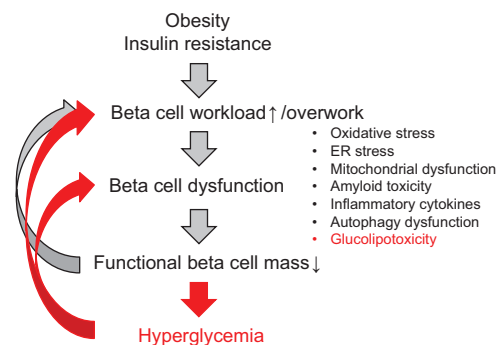 Obesity
Insulin resistance
Beta cell workload↑/overwork
• Oxidative stress
• ER stress
• Mitochondrial dysfunction
• Amyloid toxicity
• Inflammatory cytokines
• Autophagy dysfunction
• Glucolipotoxicity
Beta cell dysfunction
Functional beta cell mass↓
Hyperglycemia